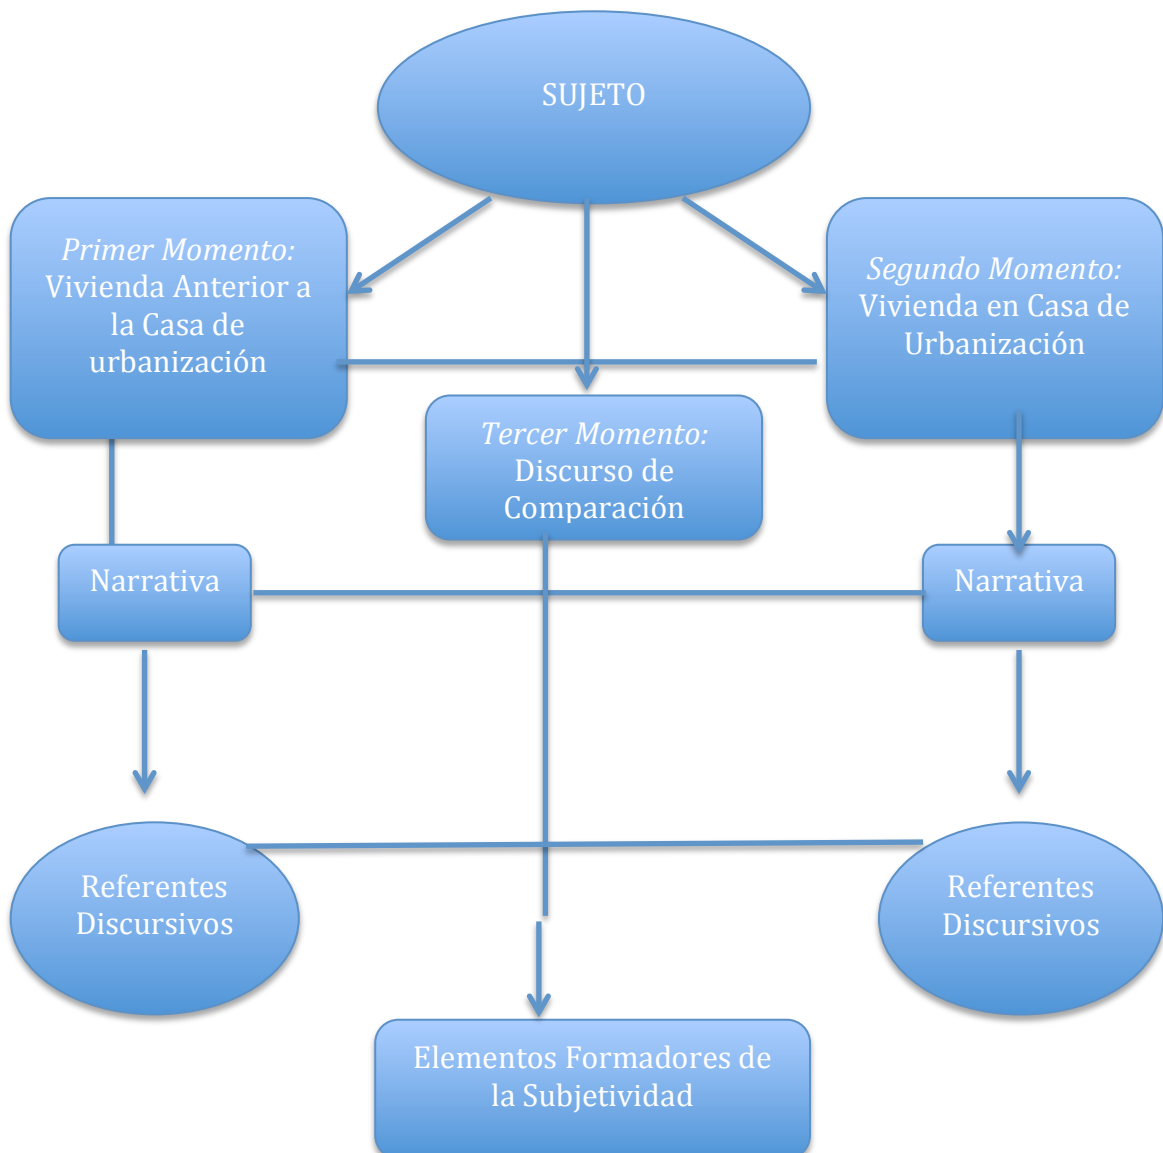 SUJETO
Primer Momento:
Vivienda Anterior a
la Casa de
urbanización
Segundo Momento:
Vivienda en Casa de
Urbanización
Tercer Momento:
Discurso de
Comparación
Narrativa
Narrativa
Referentes
Discursivos
Referentes
Discursivos
Elementos Formadores de
la Subjetividad